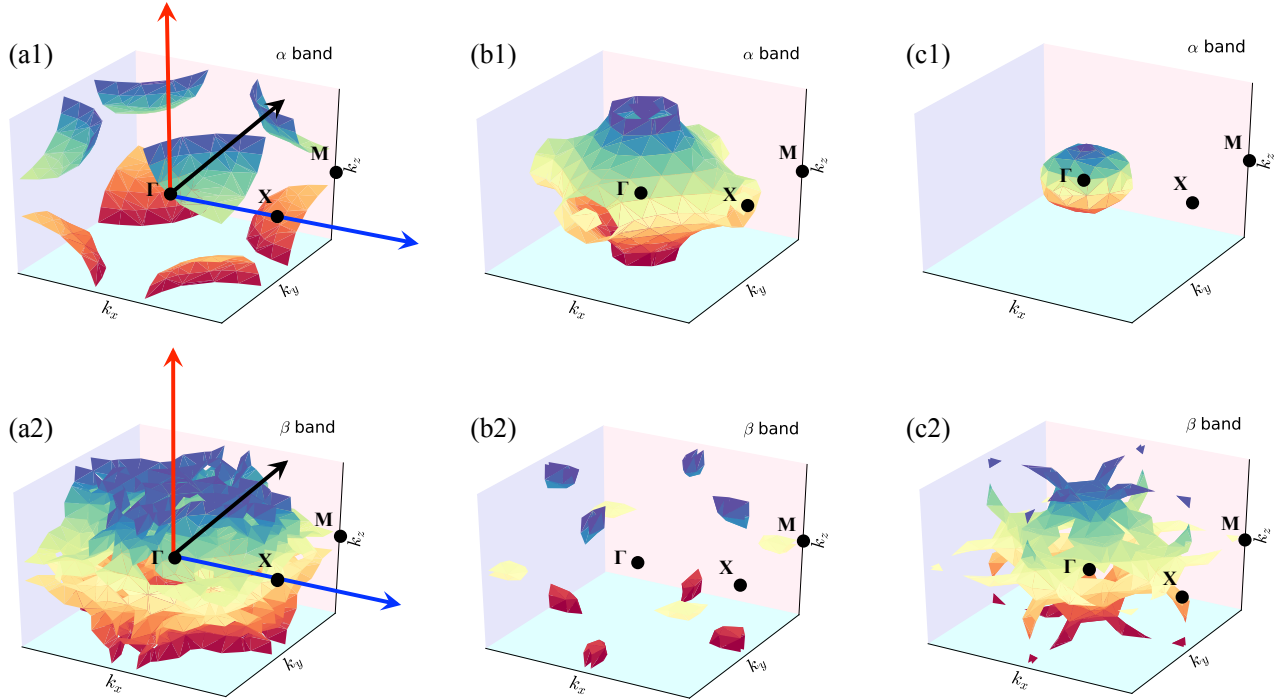 (a1)
α band
Γ
X
M
k_z
k_y
k_x
(b1)
α band
Γ
X
M
k_z
k_y
k_x
(c1)
α band
Γ
X
M
k_z
k_y
k_x
(a2)
β band
Γ
X
M
k_z
k_y
k_x
(b2)
β band
Γ
X
M
k_z
k_y
k_x
(c2)
β band
Γ
X
M
k_z
k_y
k_x